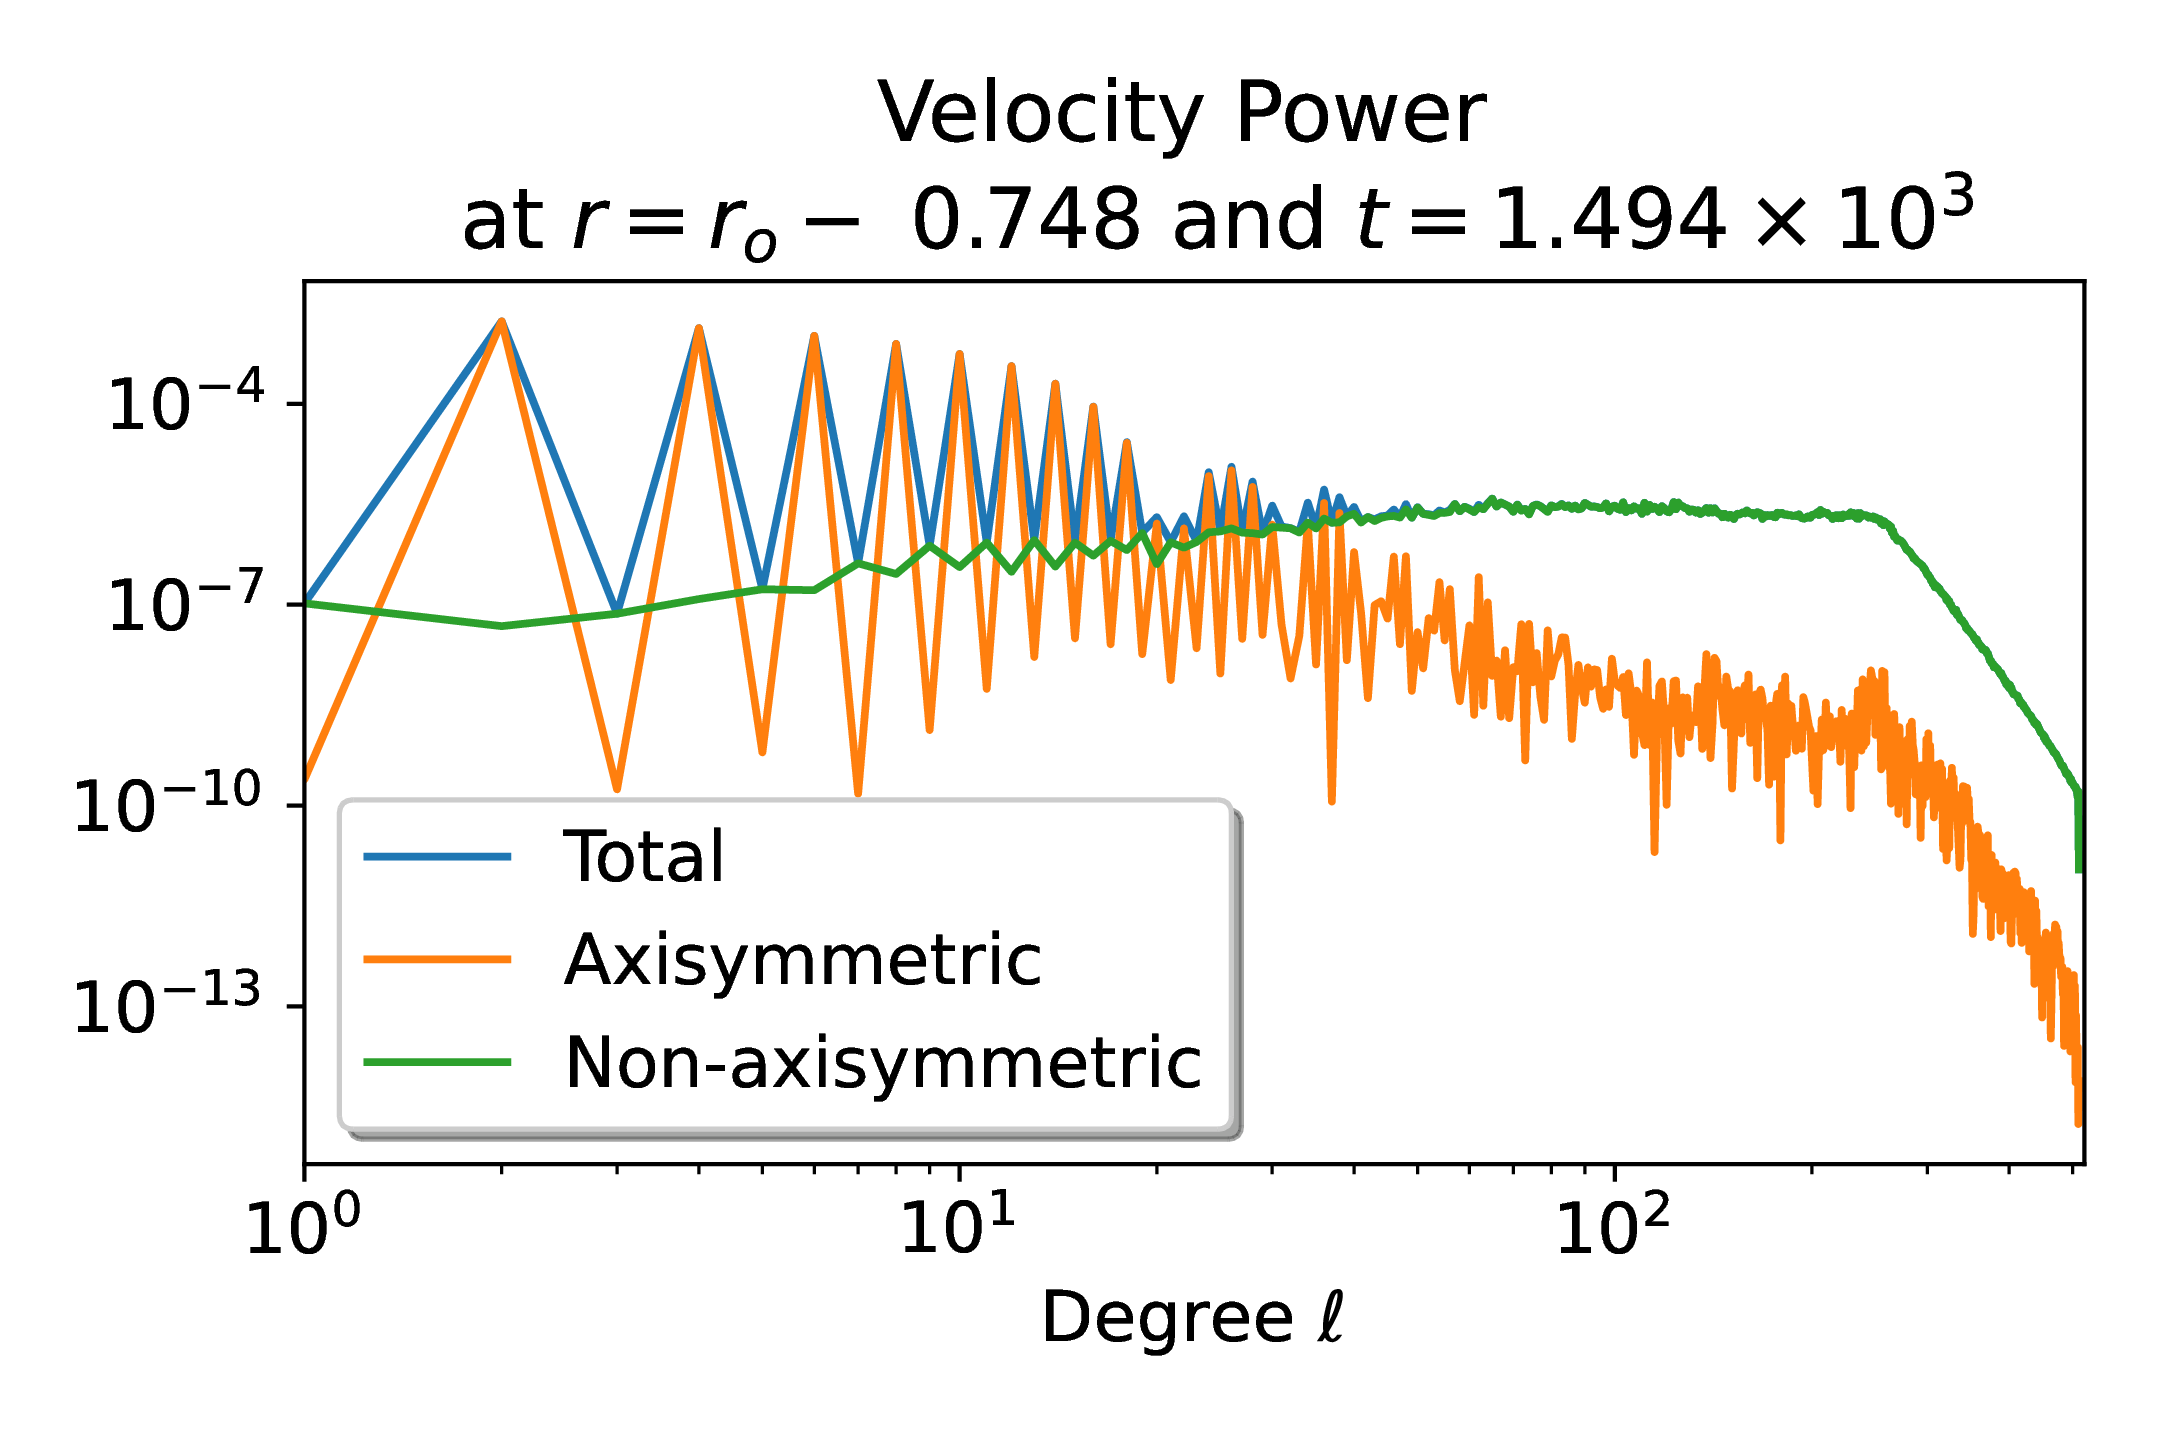 Velocity Power
at r = r_o − 0.748 and t = 1.494 × 10^3
10^−4
10^−7
10^−10
10^−13
Total
Axisymmetric
Non-axisymmetric
10^0 10^1 10^2
Degree ℓ